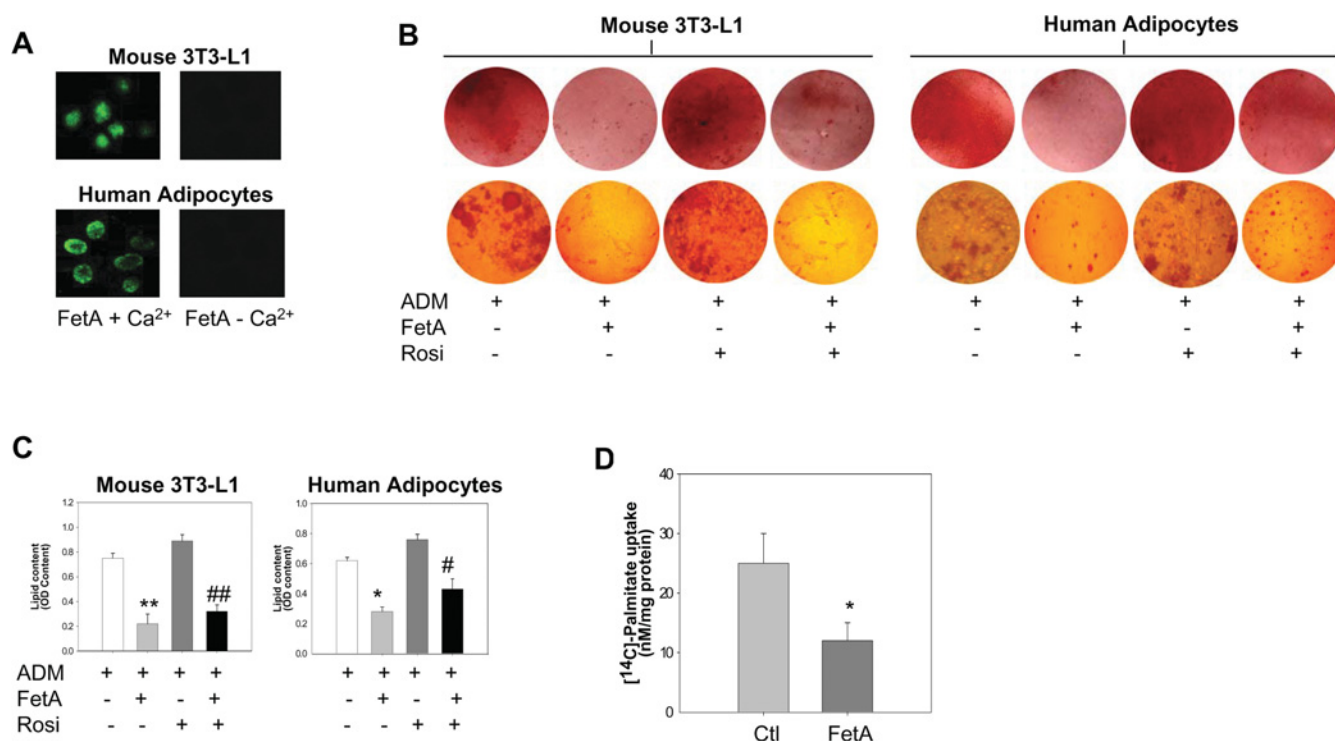 A
Mouse 3T3-L1
Human Adipocytes
FetA + Ca²⁺ FetA - Ca²⁺
B
Mouse 3T3-L1 Human Adipocytes
ADM + + + + + + + +
FetA - + - + - + - +
Rosi - - + + - - + +
C
Mouse 3T3-L1 Human Adipocytes
Lipid content
(OD Content)
1.2
1.0
0.8
0.6
0.4
0.2
0.0
** ##
Lipid content
(OD Content)
1.0
0.8
0.6
0.4
0.2
0.0
* #
ADM + + + + + + + +
FetA - + - + - + - +
Rosi - - + + - - + +
D
[¹⁴C]-Palmitate uptake
(nM/mg protein)
40
30
20
10
0
*
Ctl FetA